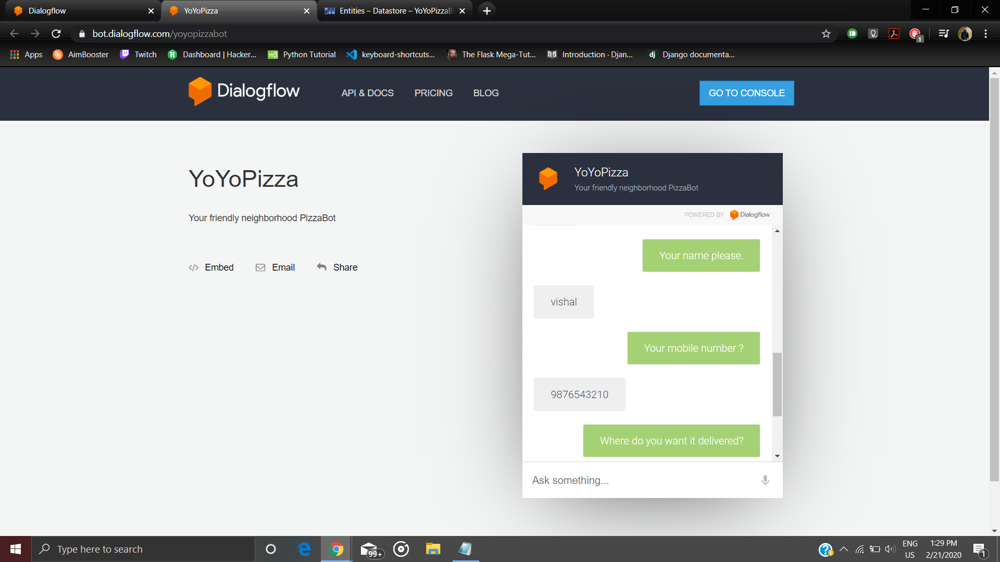 Dialogflow
YoYoPizza
Entities – Datastore – YoYoPizzaB
bot.dialogflow.com/yoyopizzabot
1
Apps
AimBooster
Twitch
Dashboard | Hacker...
Python Tutorial
keyboard-shortcuts...
The Flask Mega-Tut...
Introduction · Djan...
Django documenta...
Dialogflow
API & DOCS
PRICING
BLOG
GO TO CONSOLE
YoYoPizza
Your friendly neighborhood PizzaBot
Embed
Email
Share
YoYoPizza
Your friendly neighborhood PizzaBot
POWERED BY Dialogflow
Your name please.
vishal
Your mobile number ?
9876543210
Where do you want it delivered?
Ask something...
Type here to search
99+
ENG
US
1:29 PM
2/21/2020
1